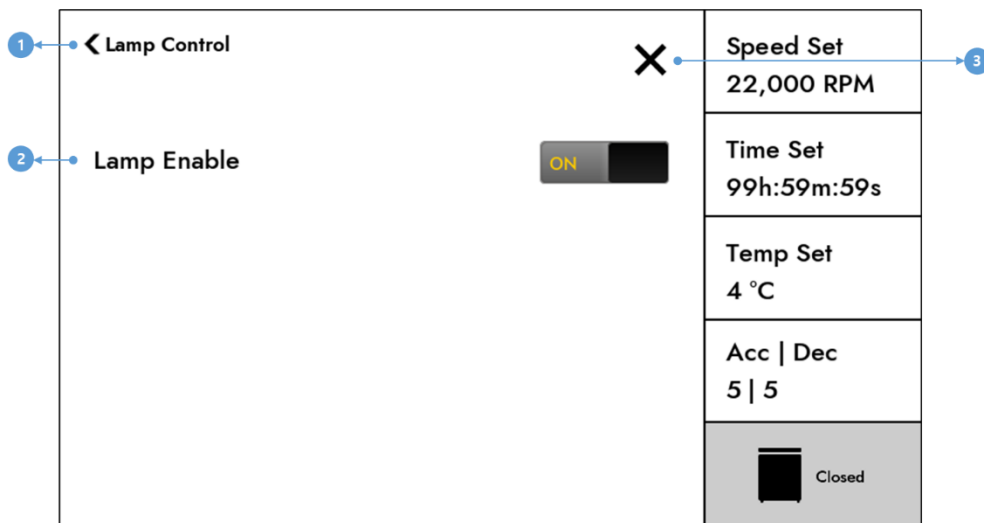 1
Lamp Control
3
2
Lamp Enable
ON
Speed Set
22,000 RPM
Time Set
99h:59m:59s
Temp Set
4 °C
Acc | Dec
5 | 5
Closed